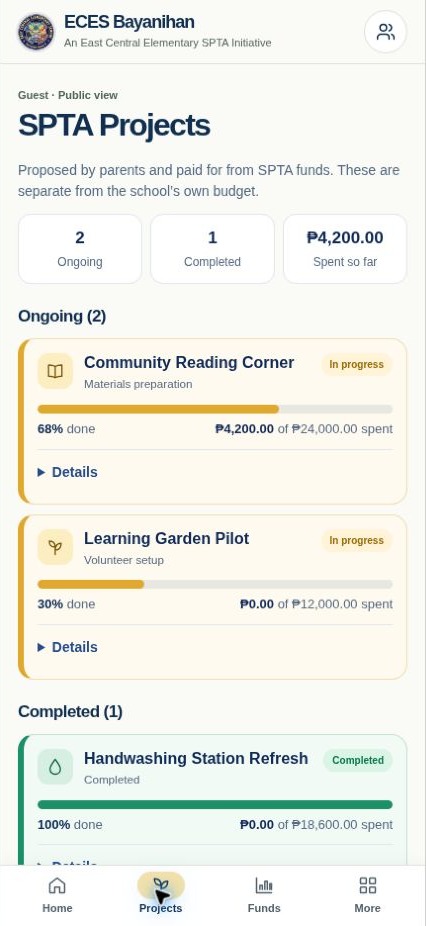 ECES Bayanihan
An East Central Elementary SPTA Initiative
Guest · Public view
SPTA Projects
Proposed by parents and paid for from SPTA funds. These are
separate from the school's own budget.
2
Ongoing
1
Completed
₱4,200.00
Spent so far
Ongoing (2)
Community Reading Corner
In progress
Materials preparation
68% done
₱4,200.00 of ₱24,000.00 spent
Details
Learning Garden Pilot
In progress
Volunteer setup
30% done
₱0.00 of ₱12,000.00 spent
Details
Completed (1)
Handwashing Station Refresh
Completed
Completed
100% done
₱0.00 of ₱18,600.00 spent
Details
Home
Projects
Funds
More